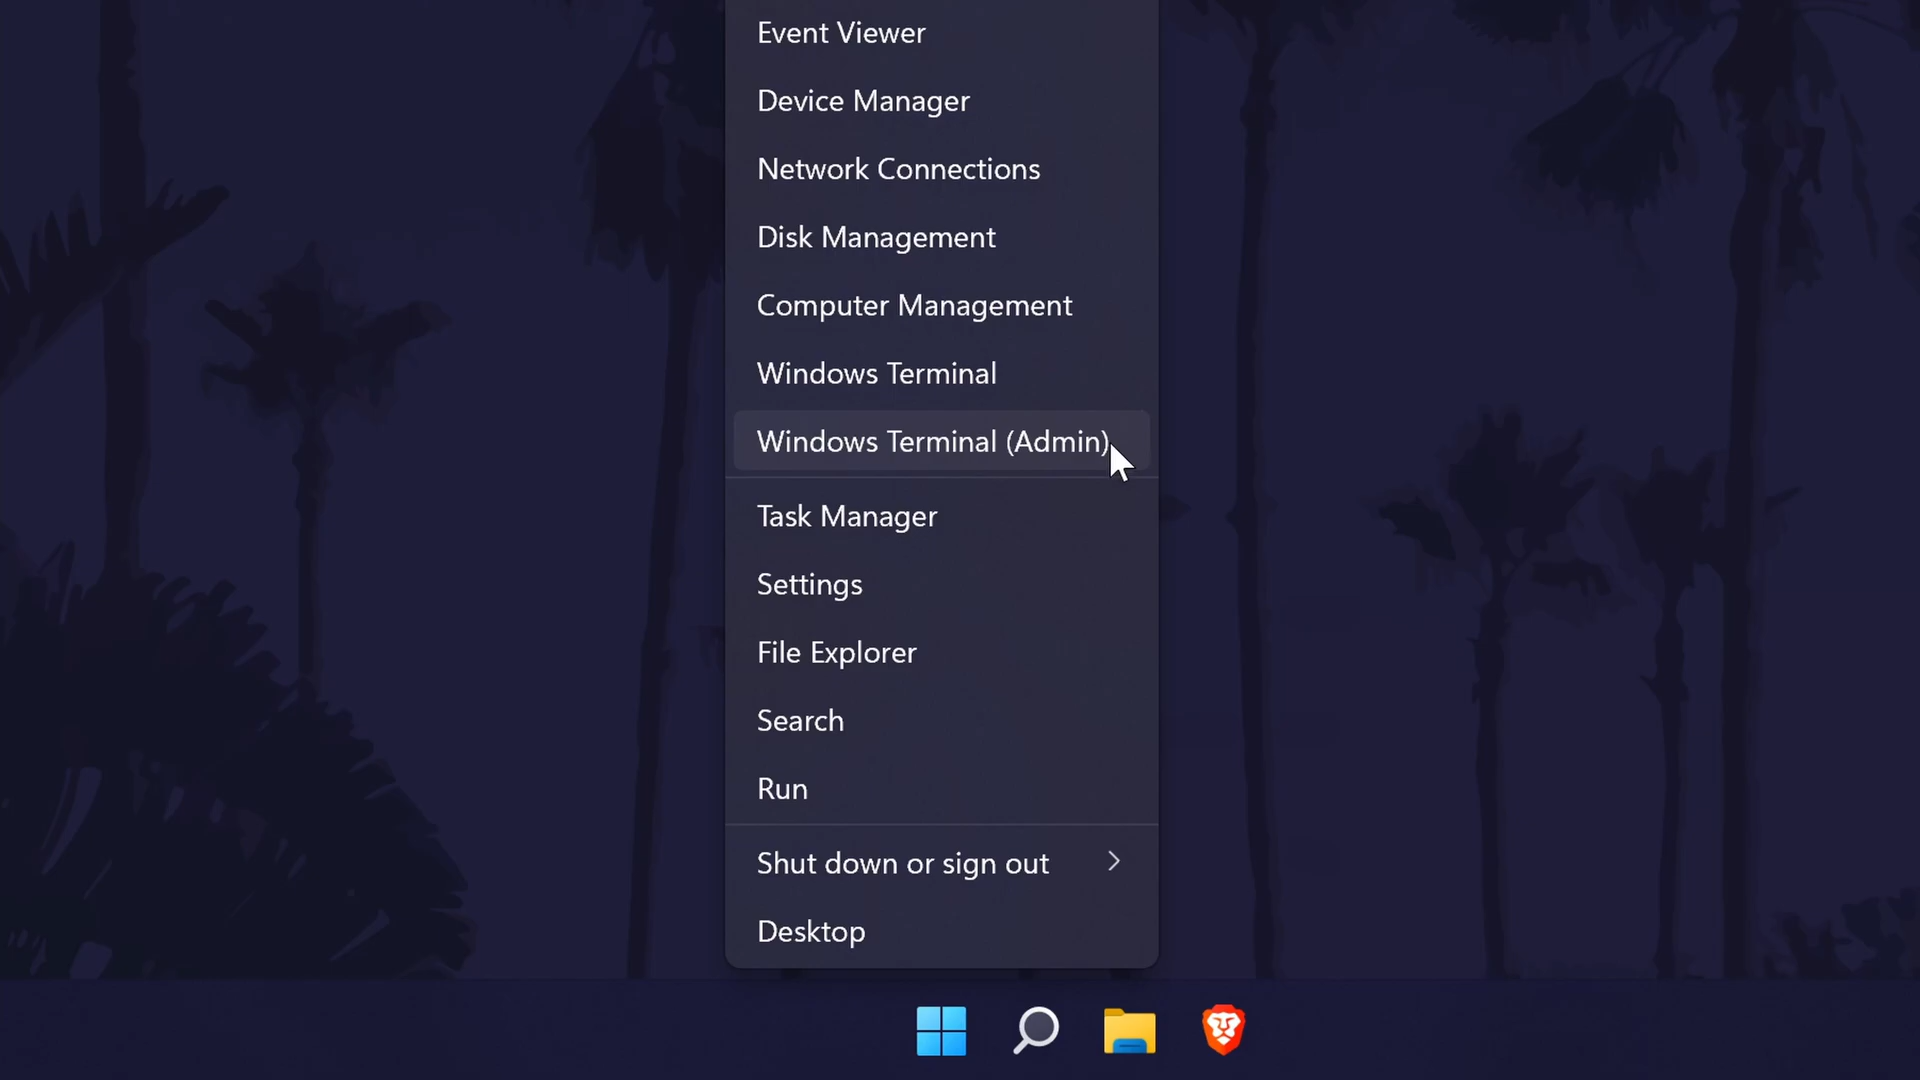 Event Viewer
Device Manager
Network Connections
Disk Management
Computer Management
Windows Terminal
Windows Terminal (Admin)
Task Manager
Settings
File Explorer
Search
Run
Shut down or sign out
Desktop